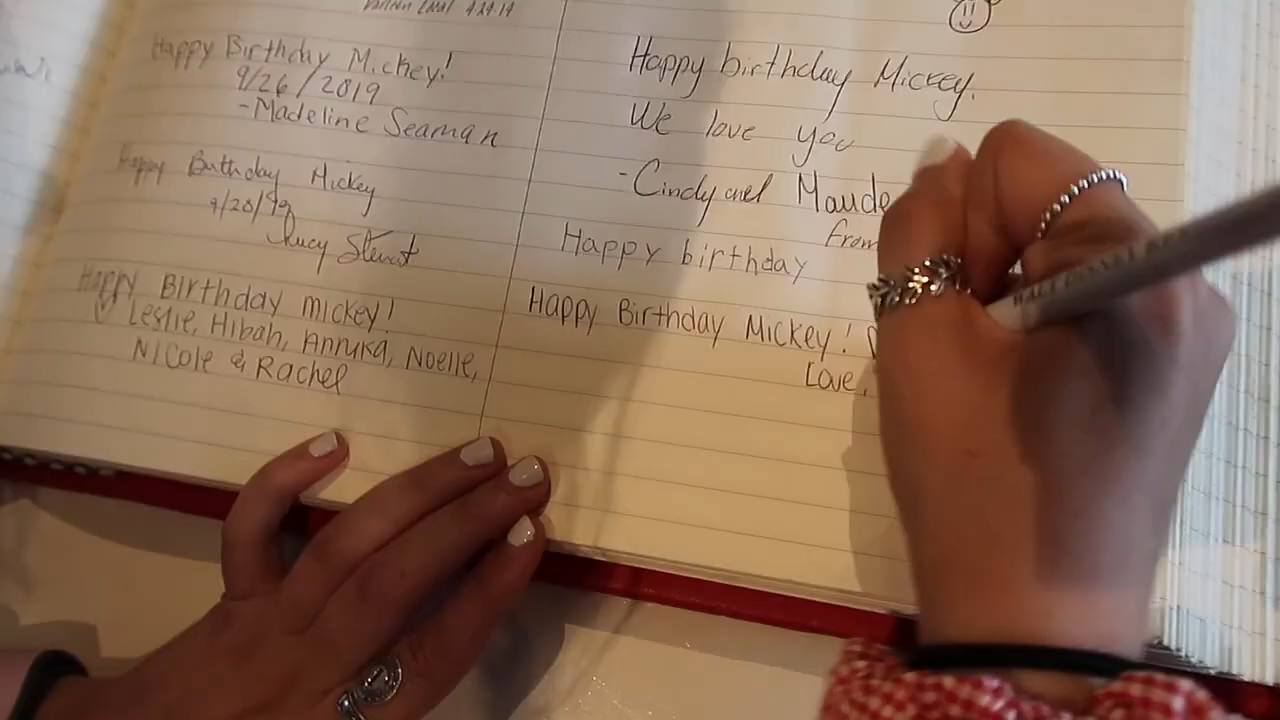 Happy Birthday Mickey!
9/26/2019
-Madeline Seaman
Happy Birthday Mickey
Lucy Stewart
Happy Birthday mickey!
Leslie, Hibah, Annika, Noelle,
Nicole & Rachel
Happy birthday Mickey.
We love you
-Cindy and Maude
from
Happy birthday
Happy Birthday Mickey!
Love,